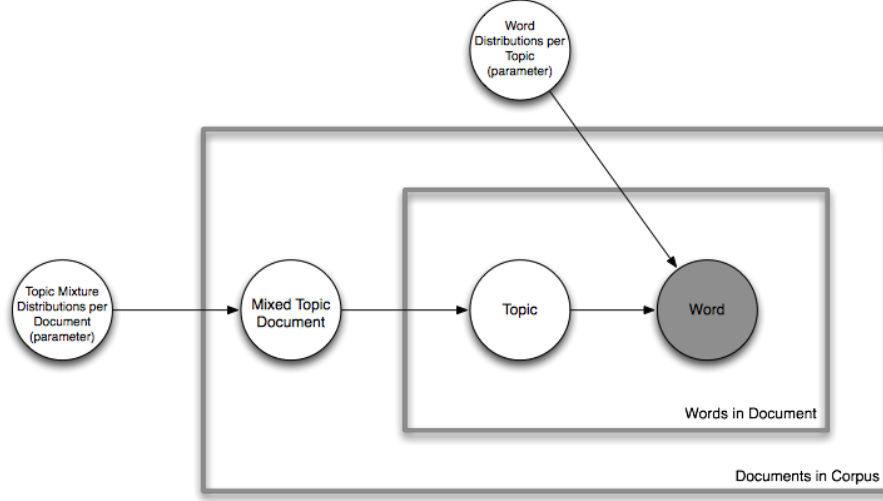 Word
Distributions per
Topic
(parameter)
Topic Mixture
Distributions per
Document
(parameter)
Mixed Topic
Document
Topic
Word
Words in Document
Documents in Corpus